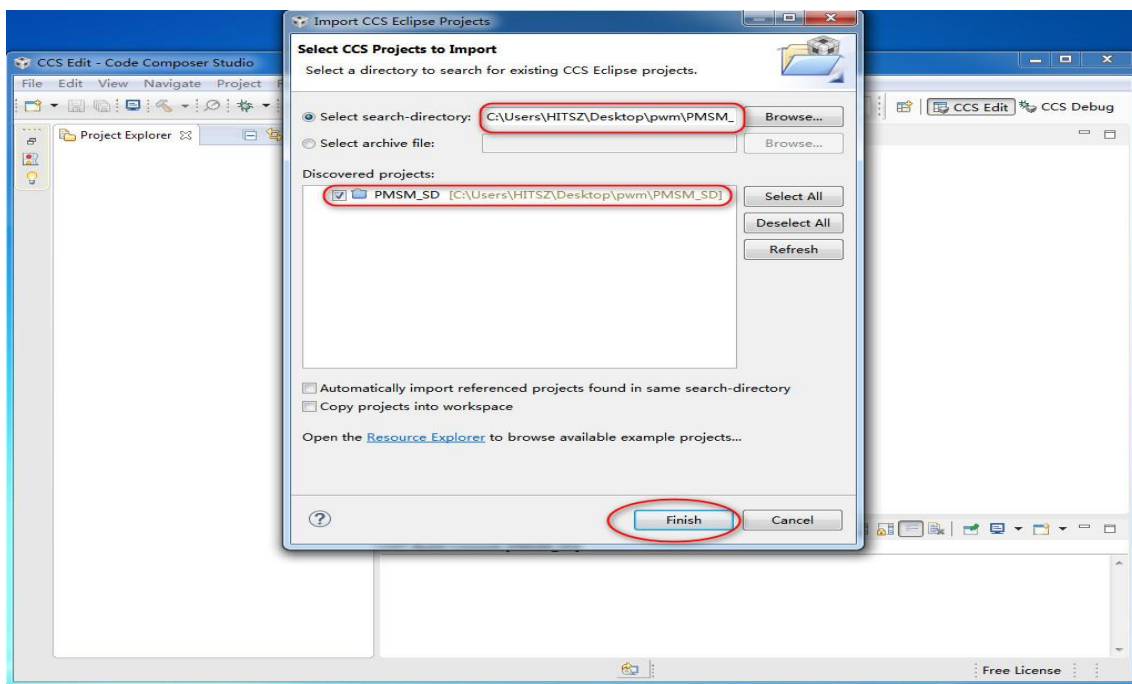 Import CCS Eclipse Projects
Select CCS Projects to Import
Select a directory to search for existing CCS Eclipse projects.
CCS Edit - Code Composer Studio
File Edit View Navigate Project
CCS Edit CCS Debug
Project Explorer
Select search-directory: C:\Users\HITSZ\Desktop\pwm\PMSM_ Browse...
Select archive file: Browse...
Discovered projects:
PMSM_SD [C:\Users\HITSZ\Desktop\pwm\PMSM_SD]
Select All
Deselect All
Refresh
Automatically import referenced projects found in same search-directory
Copy projects into workspace
Open the Resource Explorer to browse available example projects...
Finish Cancel
Free License